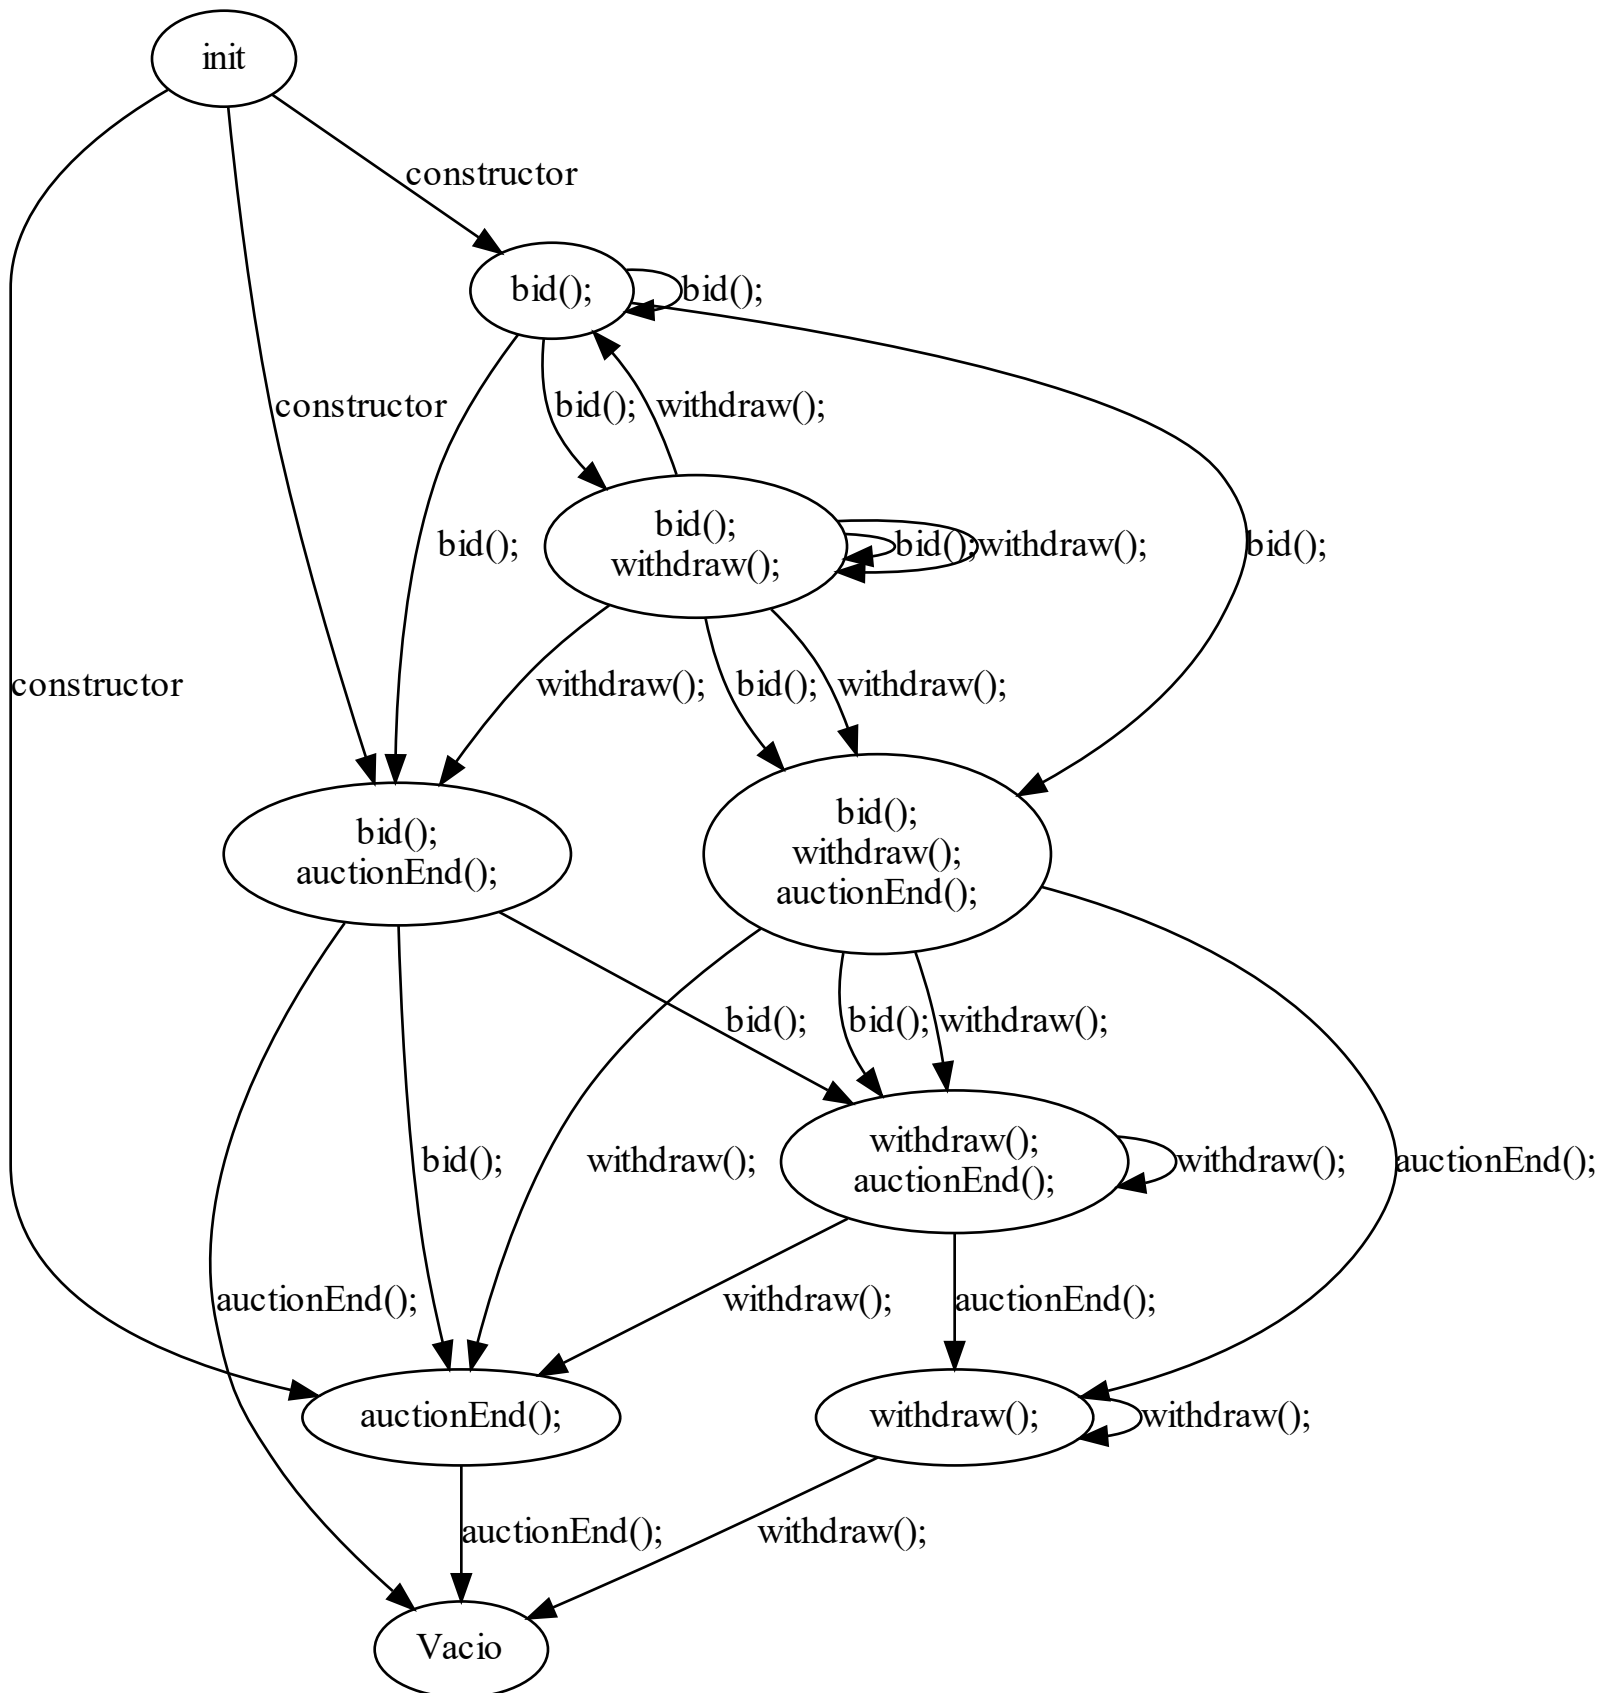 init
constructor
bid();
bid();
constructor
bid();
withdraw();
bid();
withdraw();
bid();
bid();
withdraw();
bid();
constructor
withdraw();
bid();
withdraw();
bid();
auctionEnd();
bid();
withdraw();
auctionEnd();
bid();
bid();
withdraw();
bid();
withdraw();
withdraw();
auctionEnd();
withdraw();
auctionEnd();
auctionEnd();
withdraw();
auctionEnd();
auctionEnd();
withdraw();
withdraw();
auctionEnd();
withdraw();
Vacio